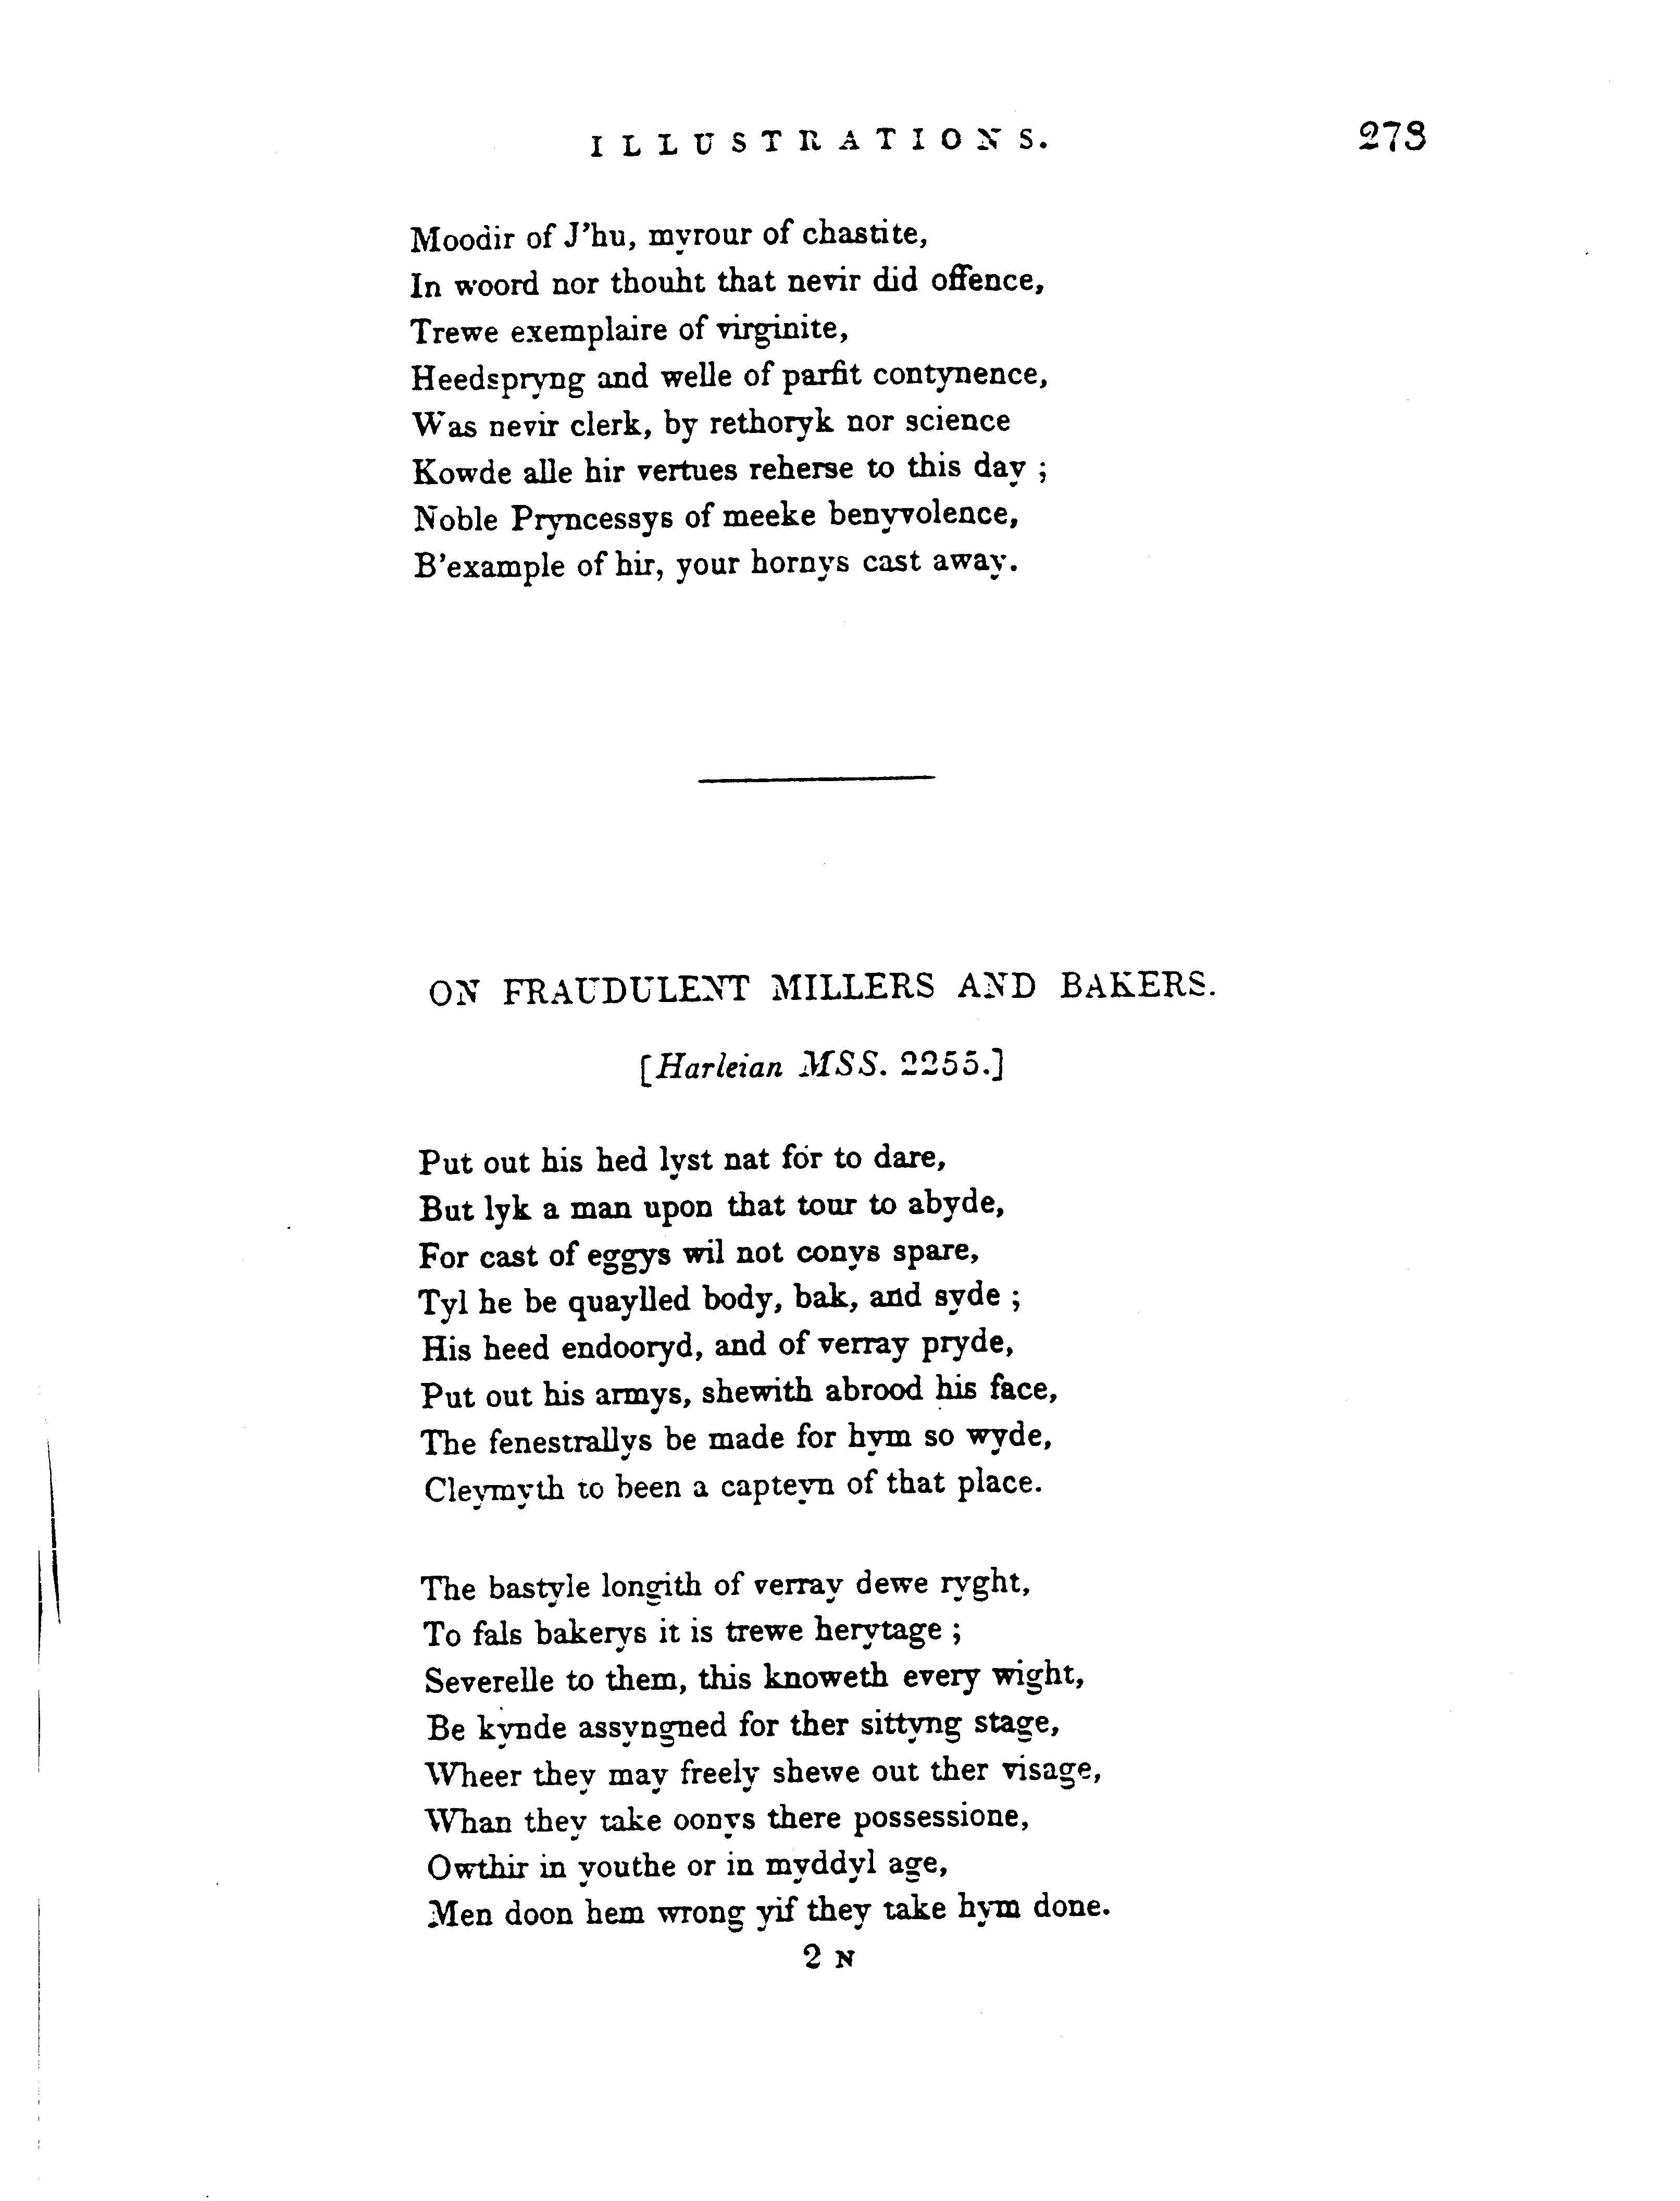 ILLUSTRATIONS. 273
Moodir of J'hu, myrour of chastite,
In woord nor thouht that nevir did offence,
Trewe exemplaire of virginite,
Heedspryng and welle of parfit contynence,
Was nevir clerk, by rethoryk nor science
Kowde alle hir vertues reherse to this day ;
Noble Pryncessys of meeke benyvolence,
B'example of hir, your hornys cast away.
ON FRAUDULENT MILLERS AND BAKERS.
[Harleian MSS. 2255.]
Put out his hed lyst nat for to dare,
But lyk a man upon that tour to abyde,
For cast of eggys wil not conys spare,
Tyl he be quaylled body, bak, and syde ;
His heed endooryd, and of verray pryde,
Put out his armys, shewith abrood his face,
The fenestrallys be made for hym so wyde,
Cleymyth to been a capteyn of that place.
The bastyle longith of verray dewe ryght,
To fals bakerys it is trewe herytage ;
Severelle to them, this knoweth every wight,
Be kynde assyngned for ther sittyng stage,
Wheer they may freely shewe out ther visage,
Whan they take oonys there possessione,
Owthir in youthe or in myddyl age,
Men doon hem wrong yif they take hym done.
2 N